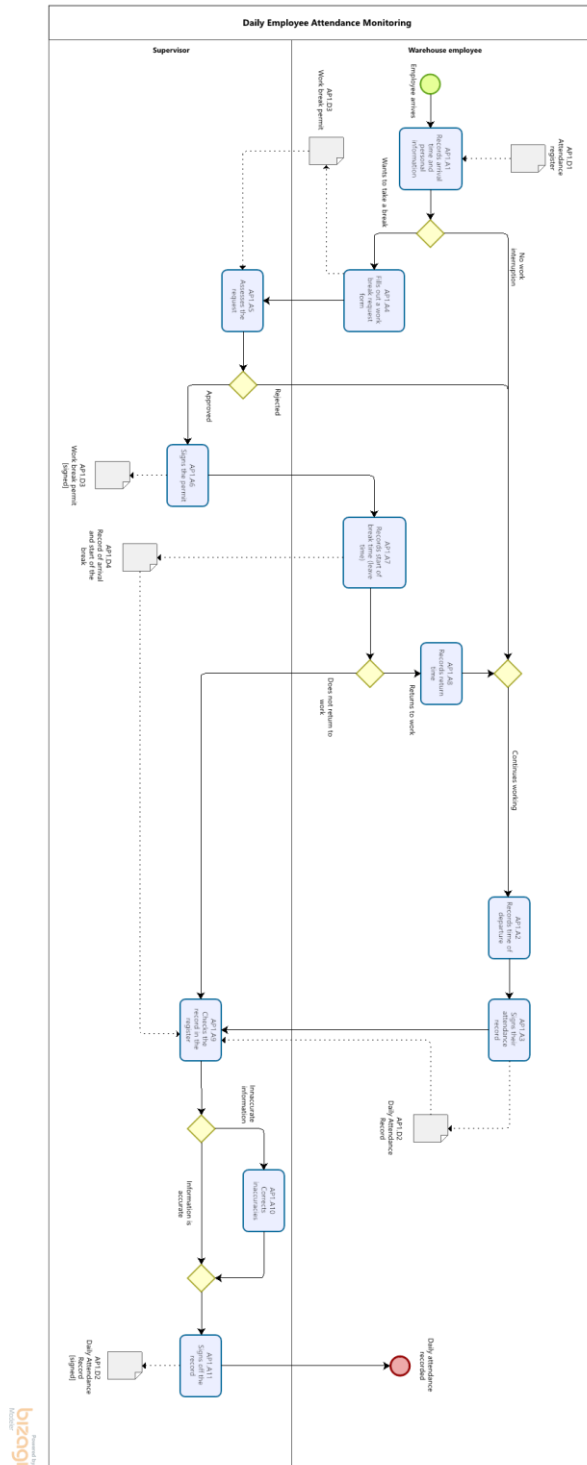 Daily Employee Attendance Monitoring
Warehouse employee
Supervisor
Employee arrives
AP1.A1
Records arrival
time and
personal
information
AP1.D1
Attendance
register
No work
interruption
Wants to take a break
AP1.A4
Fills out a work
break request
form
AP1.D3
Work break permit
AP1.A5
Assesses the
request
Rejected
Approved
AP1.A6
Signs the permit
AP1.D3
Work break permit
(signed)
AP1.A7
Records start of
break time (leave
time)
AP1.D4
Record of arrival
and start of the
break
AP1.A8
Records return
time
Returns to work
Does not return to
work
Continues working
AP1.A2
Records time of
departure
AP1.A3
Signs their
attendance
record
AP1.D2
Daily Attendance
Record
AP1.A9
Checks the
record in the
register
Innaccurate
information
Information is
accurate
AP1.A10
Corrects
inaccuracies
AP1.A11
Signs off the
record
AP1.D2
Daily Attendance
Record
(signed)
Daily attendance
recorded
Powered by
bizagi
Modeler